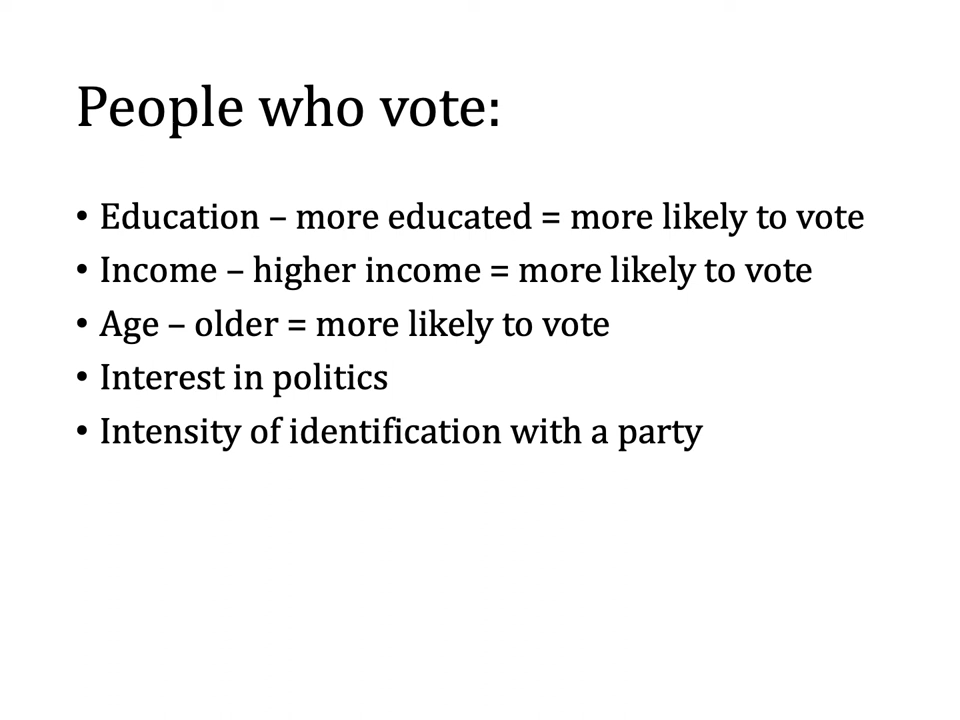 People who vote:
• Education – more educated = more likely to vote
• Income – higher income = more likely to vote
• Age – older = more likely to vote
• Interest in politics
• Intensity of identification with a party